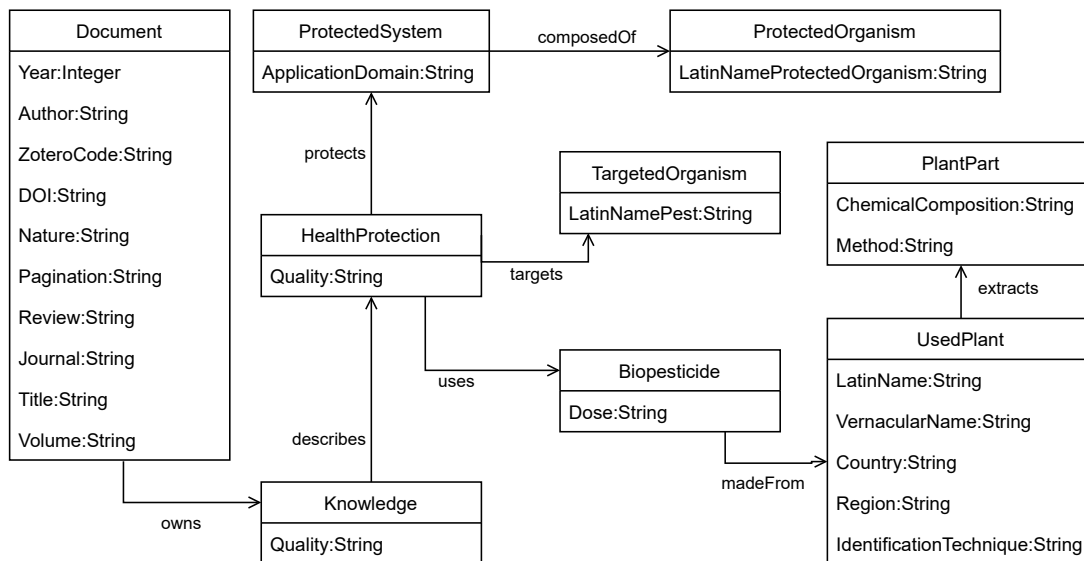 Document
Year:Integer
Author:String
ZoteroCode:String
DOI:String
Nature:String
Pagination:String
Review:String
Journal:String
Title:String
Volume:String
owns
ProtectedSystem
ApplicationDomain:String
composedOf
ProtectedOrganism
LatinNameProtectedOrganism:String
protects
HealthProtection
Quality:String
targets
TargetedOrganism
LatinNamePest:String
PlantPart
ChemicalComposition:String
Method:String
extracts
uses
Biopesticide
Dose:String
madeFrom
UsedPlant
LatinName:String
VernacularName:String
Country:String
Region:String
IdentificationTechnique:String
describes
Knowledge
Quality:String